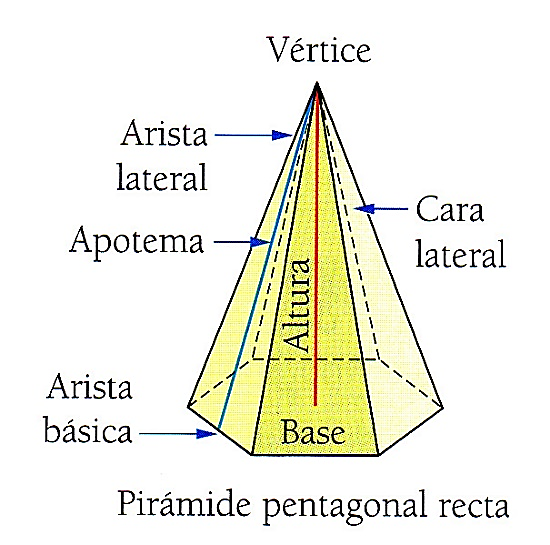 Vértice
Arista
lateral
Apotema
Cara
lateral
Altura
Arista
básica
Base
Pirámide pentagonal recta